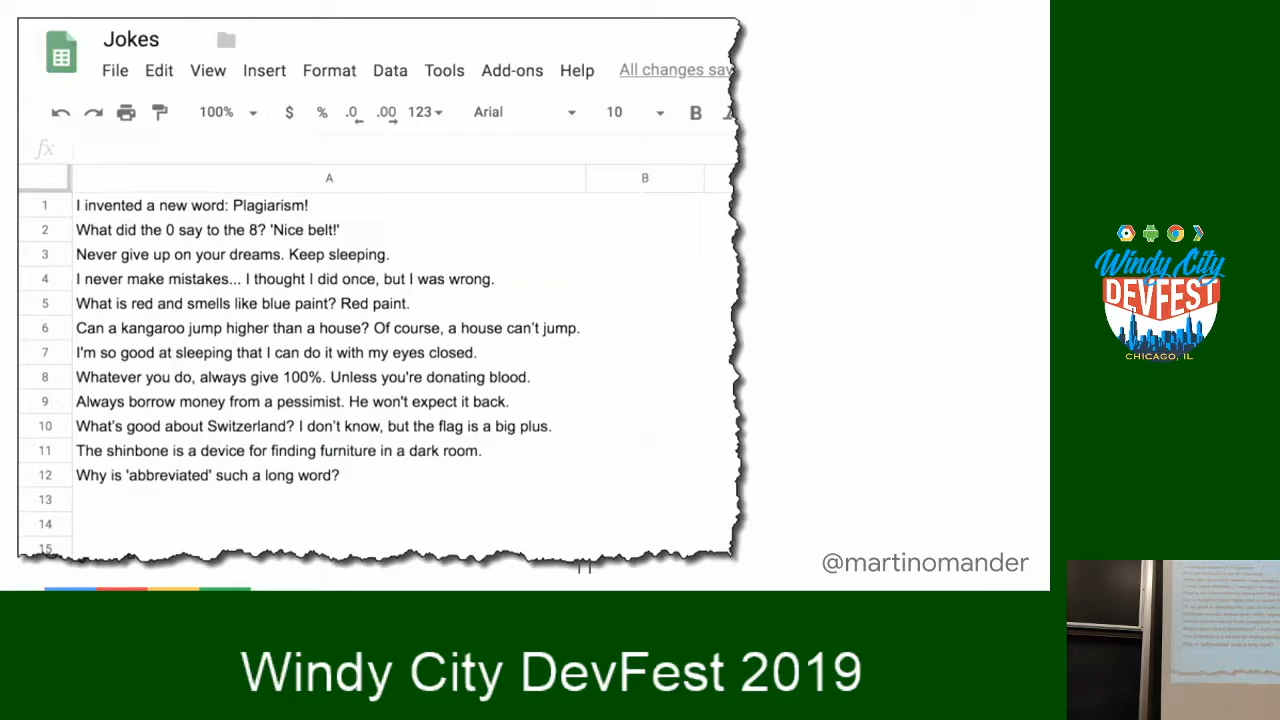 Jokes
File Edit View Insert Format Data Tools Add-ons Help All changes sav
100% $ % .0 .00 123 Arial 10 B I
fx
A B
1 I invented a new word: Plagiarism!
2 What did the 0 say to the 8? 'Nice belt!'
3 Never give up on your dreams. Keep sleeping.
4 I never make mistakes... I thought I did once, but I was wrong.
5 What is red and smells like blue paint? Red paint.
6 Can a kangaroo jump higher than a house? Of course, a house can’t jump.
7 I'm so good at sleeping that I can do it with my eyes closed.
8 Whatever you do, always give 100%. Unless you're donating blood.
9 Always borrow money from a pessimist. He won't expect it back.
10 What’s good about Switzerland? I don’t know, but the flag is a big plus.
11 The shinbone is a device for finding furniture in a dark room.
12 Why is 'abbreviated' such a long word?
13
14
15
@martinomander
Windy City
DEVFEST
CHICAGO, IL
Windy City DevFest 2019